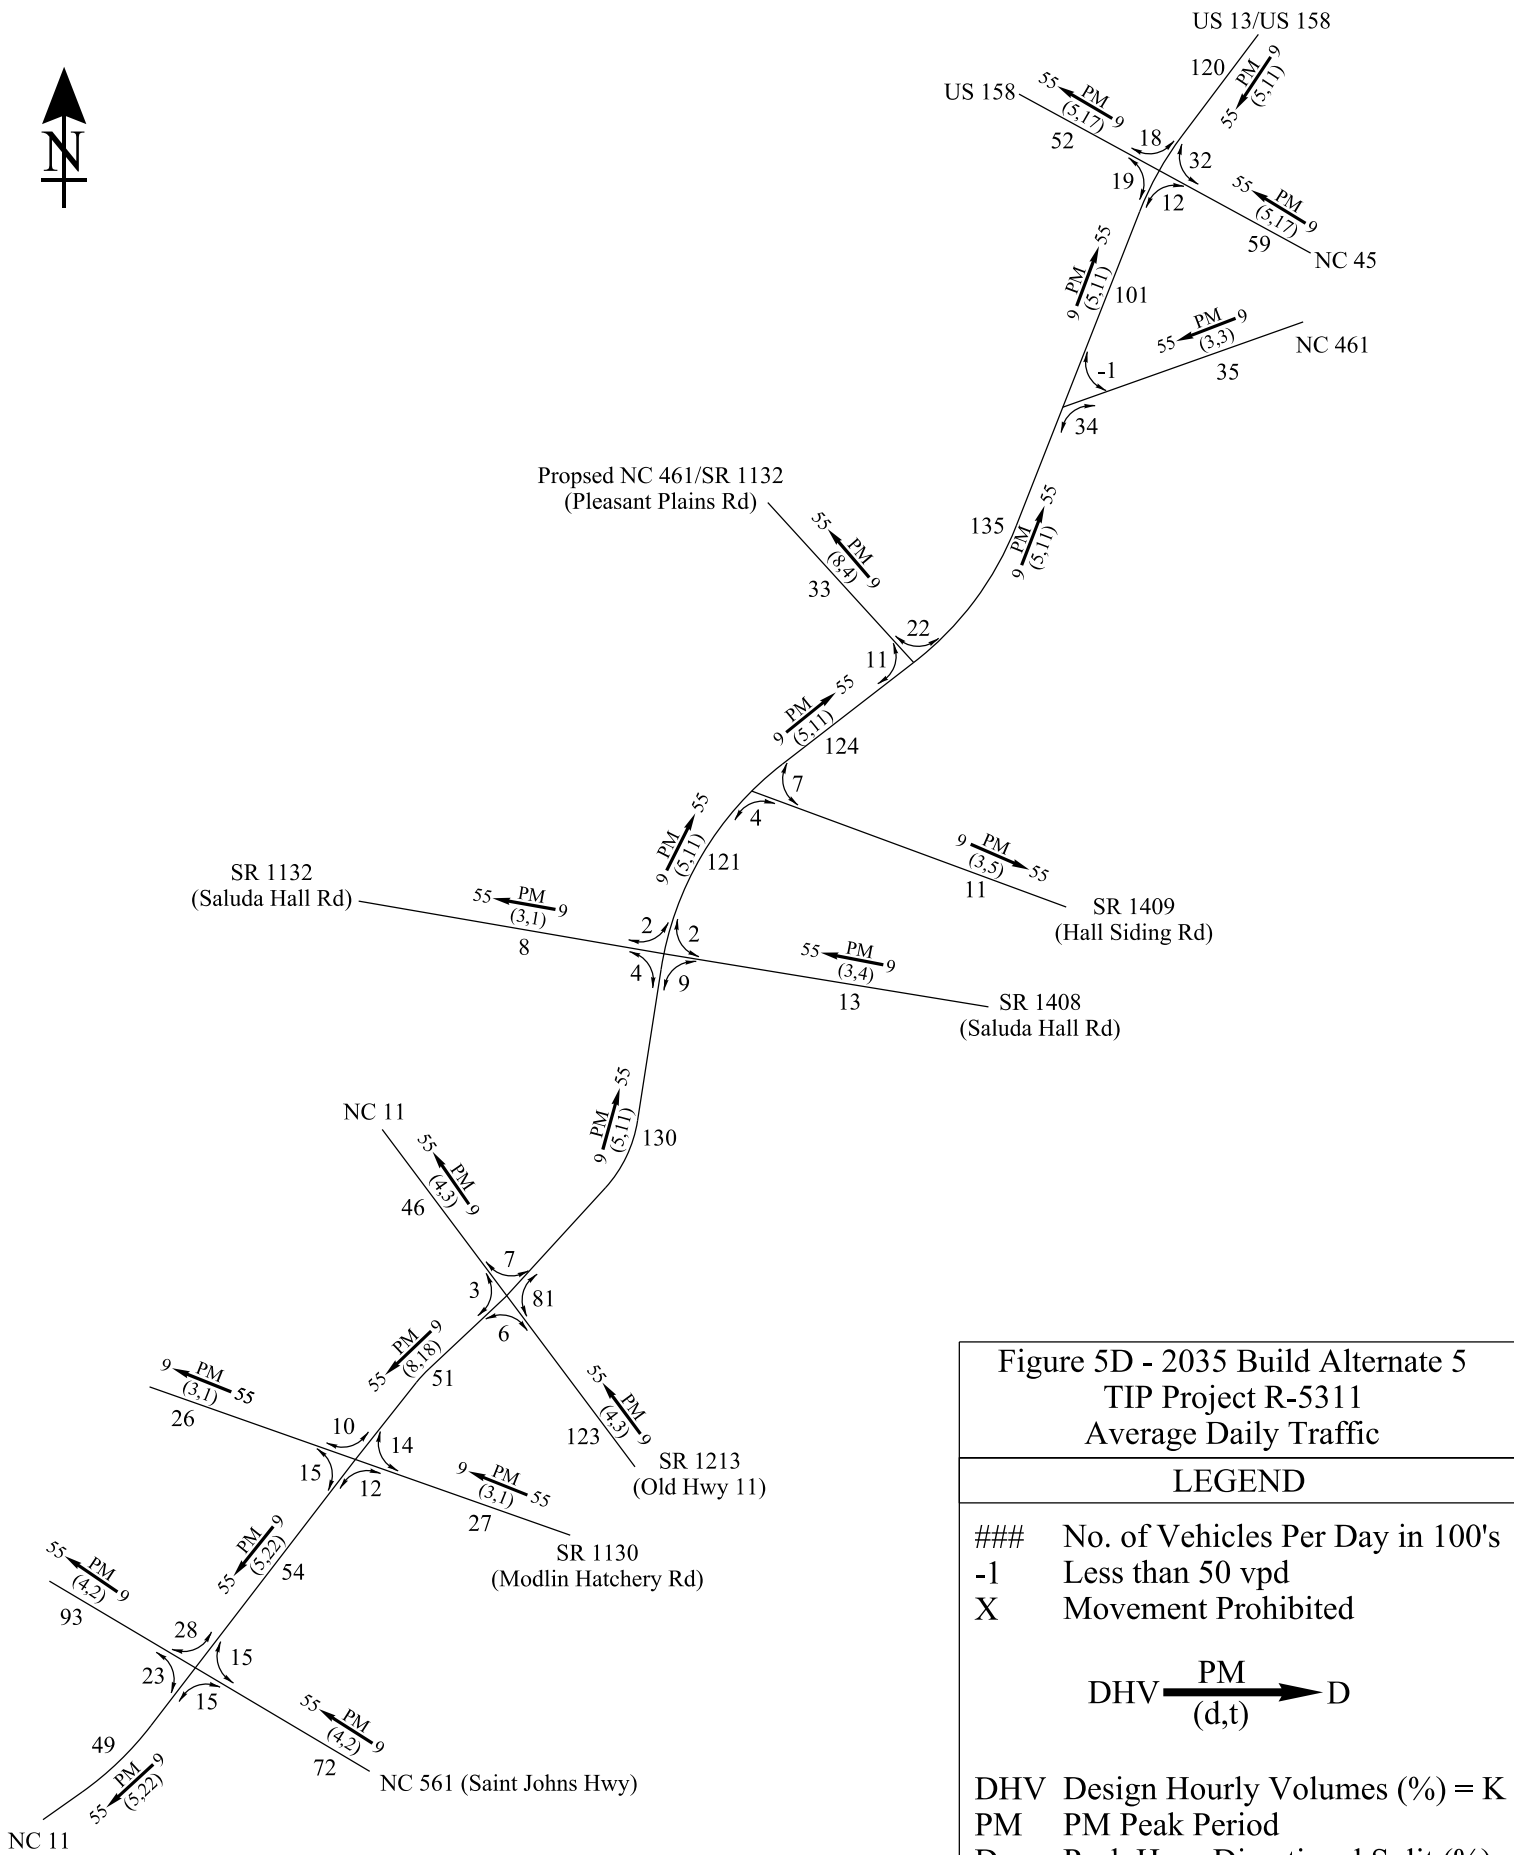 US 13/US 158
120
9
PM
(5,11)
55
US 158
55
PM
(5,17)
9
52
18
32
19
12
55
PM
(5,17)
9
59
NC 45
55
PM
(5,11)
9
101
55
PM
(3,3)
9
NC 461
35
-1
34
Propsed NC 461/SR 1132
(Pleasant Plains Rd)
55
PM
(8,4)
9
33
135
55
PM
(5,11)
9
22
11
55
PM
(5,11)
9
124
7
4
55
PM
(5,11)
9
121
9
PM
(3,5)
55
11
SR 1409
(Hall Siding Rd)
SR 1132
(Saluda Hall Rd)
55
PM
(3,1)
9
8
2
2
4
9
55
PM
(3,4)
9
13
SR 1408
(Saluda Hall Rd)
55
PM
(5,11)
9
130
NC 11
55
PM
(4,3)
9
46
7
3
81
6
9
PM
(8,18)
55
51
55
PM
(4,3)
9
123
SR 1213
(Old Hwy 11)
9
PM
(3,1)
55
26
10
14
15
12
9
PM
(3,1)
55
27
SR 1130
(Modlin Hatchery Rd)
9
PM
(5,22)
55
54
55
PM
(4,2)
9
93
28
15
23
15
55
PM
(4,2)
9
72
NC 561 (Saint Johns Hwy)
49
9
PM
(5,22)
55
NC 11
N
Figure 5D - 2035 Build Alternate 5
TIP Project R-5311
Average Daily Traffic
LEGEND
### No. of Vehicles Per Day in 100's
-1 Less than 50 vpd
X Movement Prohibited
PM
DHV D
(d,t)
DHV Design Hourly Volumes (%) = K
PM PM Peak Period
D Peak Hour Directional Split (%)